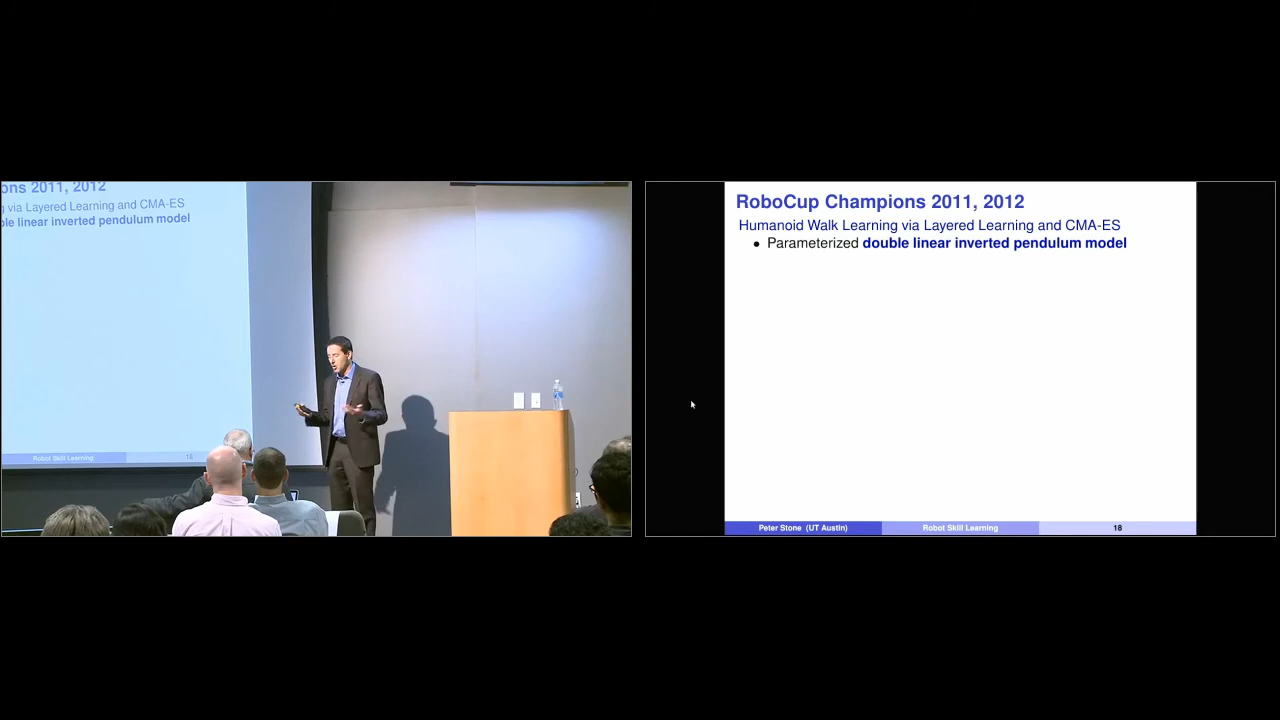 ons 2011, 2012
g via Layered Learning and CMA-ES
ble linear inverted pendulum model
Robot Skill Learning
18
RoboCup Champions 2011, 2012
Humanoid Walk Learning via Layered Learning and CMA-ES
• Parameterized double linear inverted pendulum model
Peter Stone (UT Austin) Robot Skill Learning 18